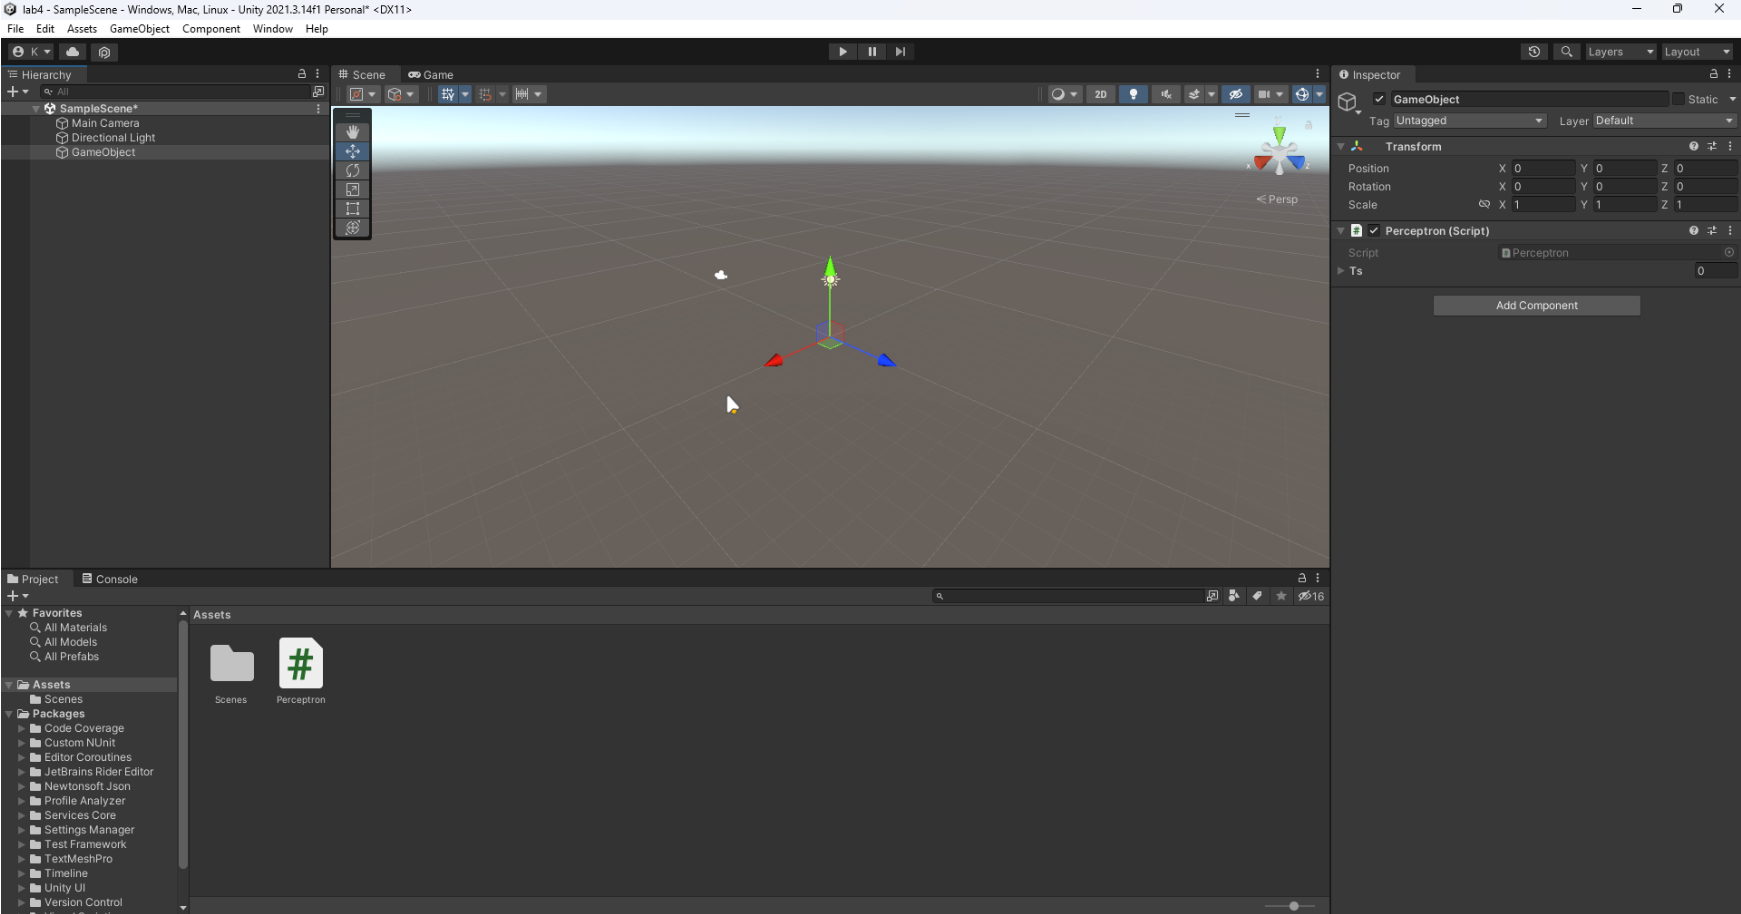 lab4 - SampleScene - Windows, Mac, Linux - Unity 2021.3.14f1 Personal* <DX11>
File Edit Assets GameObject Component Window Help
K Layers Layout
Hierarchy
All
SampleScene*
Main Camera
Directional Light
GameObject
Scene Game
2D
Y
x z
Persp
Inspector
GameObject Static
Tag Untagged Layer Default
Transform
Position X 0 Y 0 Z 0
Rotation X 0 Y 0 Z 0
Scale X 1 Y 1 Z 1
# Perceptron (Script)
Script Perceptron
Ts 0
Add Component
Project Console
16
Favorites
All Materials
All Models
All Prefabs
Assets
Scenes
Packages
Code Coverage
Custom NUnit
Editor Coroutines
JetBrains Rider Editor
Newtonsoft Json
Profile Analyzer
Services Core
Settings Manager
Test Framework
TextMeshPro
Timeline
Unity UI
Version Control
Assets
#
Scenes Perceptron